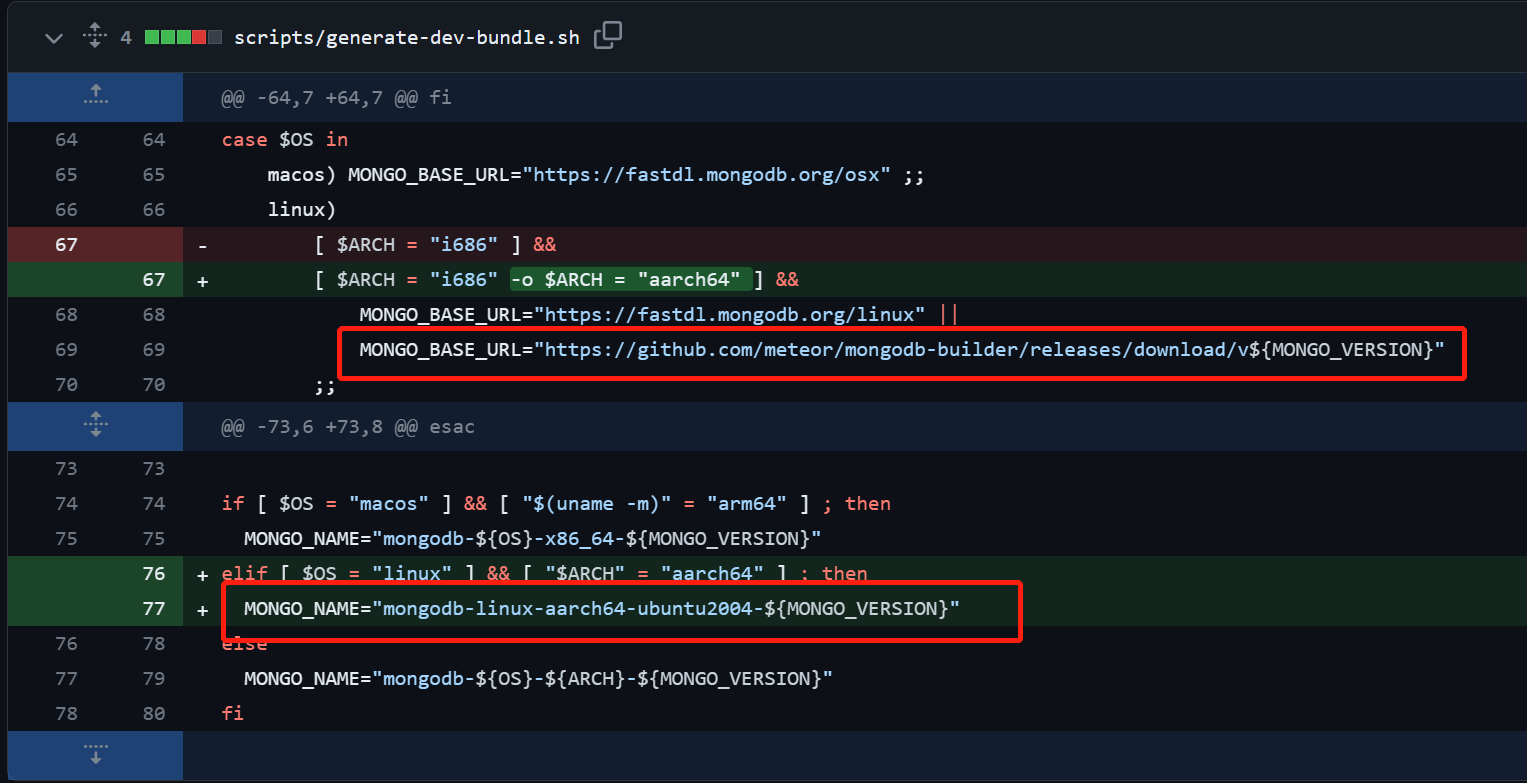 4 scripts/generate-dev-bundle.sh
@@ -64,7 +64,7 @@ fi
64 64 case $OS in
65 65 macos) MONGO_BASE_URL="https://fastdl.mongodb.org/osx" ;;
66 66 linux)
67 - [ $ARCH = "i686" ] &&
67 + [ $ARCH = "i686" -o $ARCH = "aarch64" ] &&
68 68 MONGO_BASE_URL="https://fastdl.mongodb.org/linux" ||
69 69 MONGO_BASE_URL="https://github.com/meteor/mongodb-builder/releases/download/v${MONGO_VERSION}"
70 70 ;;
@@ -73,6 +73,8 @@ esac
73 73
74 74 if [ $OS = "macos" ] && [ "$(uname -m)" = "arm64" ] ; then
75 75 MONGO_NAME="mongodb-${OS}-x86_64-${MONGO_VERSION}"
76 + elif [ $OS = "linux" ] && [ "$ARCH" = "aarch64" ] ; then
77 + MONGO_NAME="mongodb-linux-aarch64-ubuntu2004-${MONGO_VERSION}"
76 78 else
77 79 MONGO_NAME="mongodb-${OS}-${ARCH}-${MONGO_VERSION}"
78 80 fi